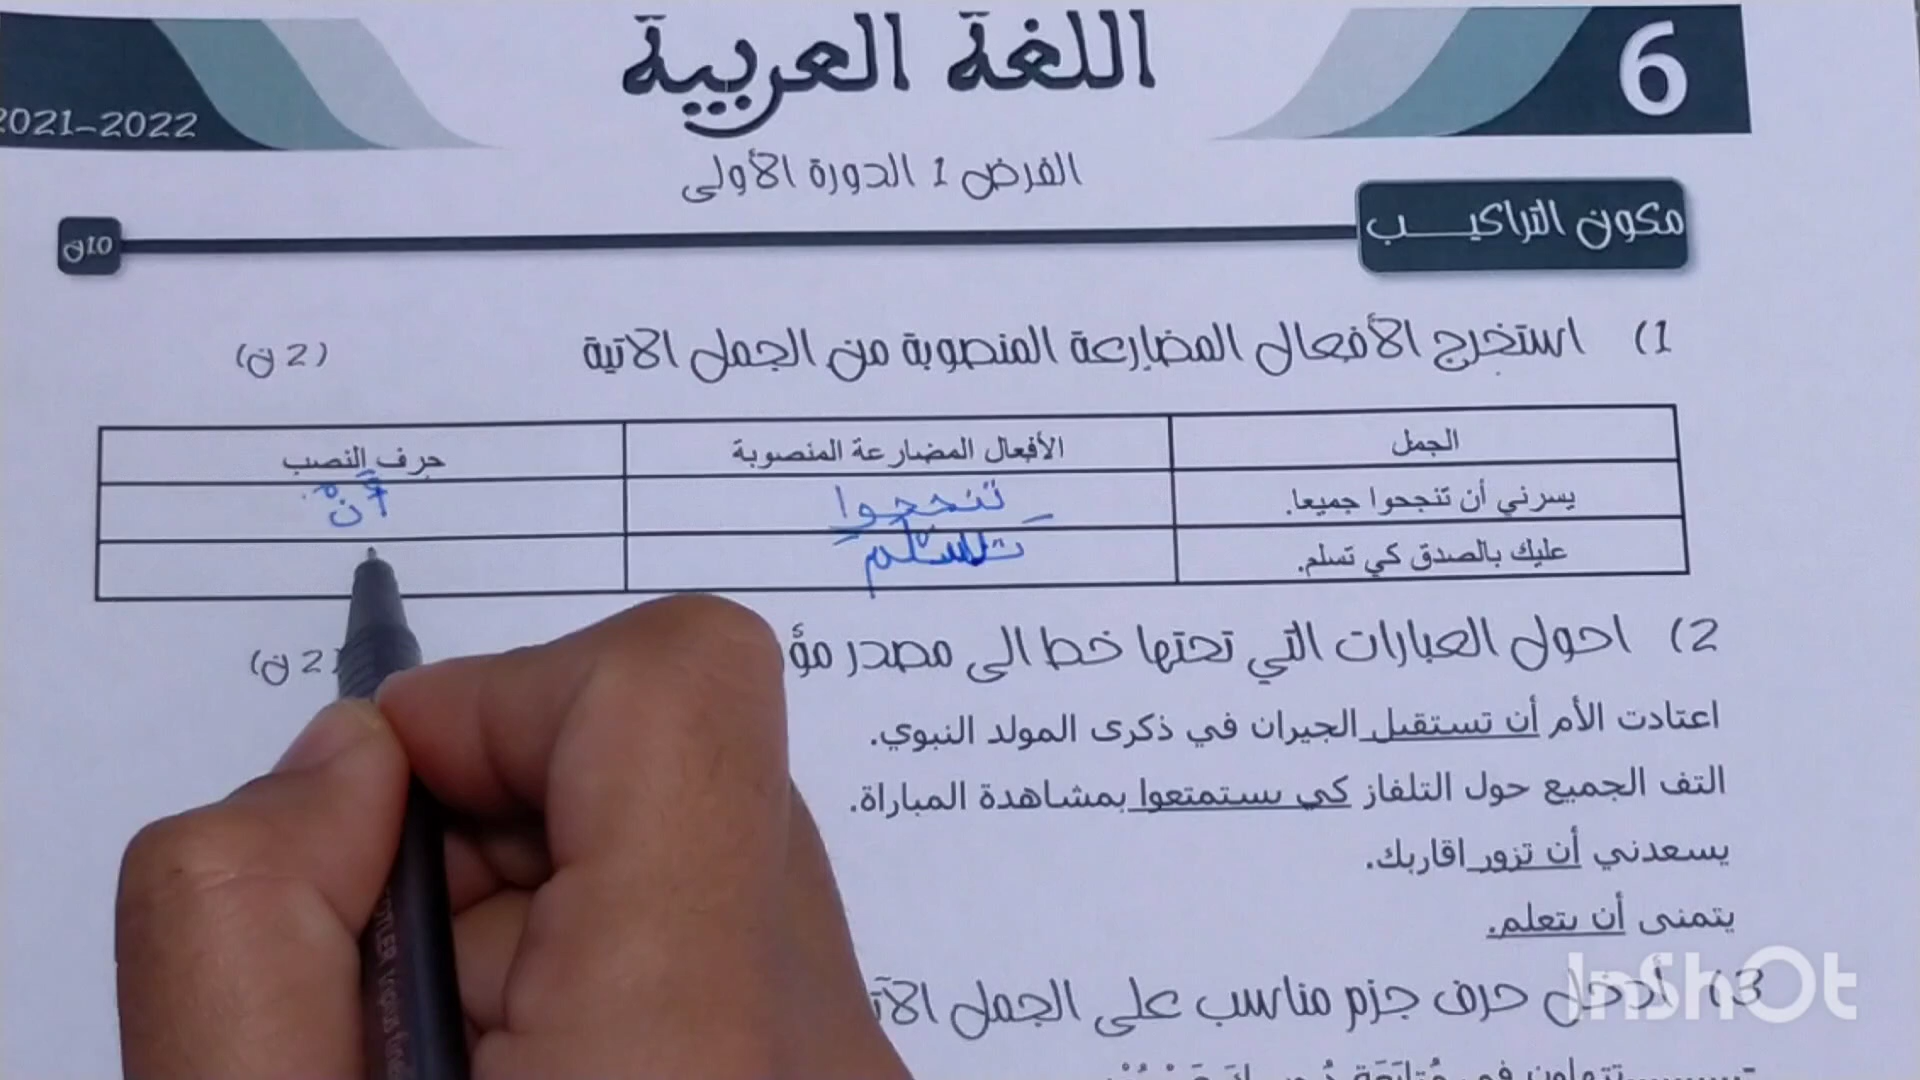 6
اللغة العربية
2021-2022
الفرض 1 الدورة الأولى
مكون التراكيـــب
10ن
1) استخرج الأفعال المضارعة المنصوبة من الجمل الاتية (2 ن)
الجمل الأفعال المضارعة المنصوبة حرف النصب
يسرني أن تنجحوا جميعا. تنجحوا أنْ
عليك بالصدق كي تسلم. تسلم
2) احول العبارات التي تحتها خط الى مصدر (2 ن)
اعتادت الأم أن تستقبل الجيران في ذكرى المولد النبوي.
التف الجميع حول التلفاز كي يستمتعوا بمشاهدة المباراة.
يسعدني أن تزور اقاربك.
يتمنى أن يتعلم.
3) أدخل حرف جزم مناسب على الجمل
InShOt